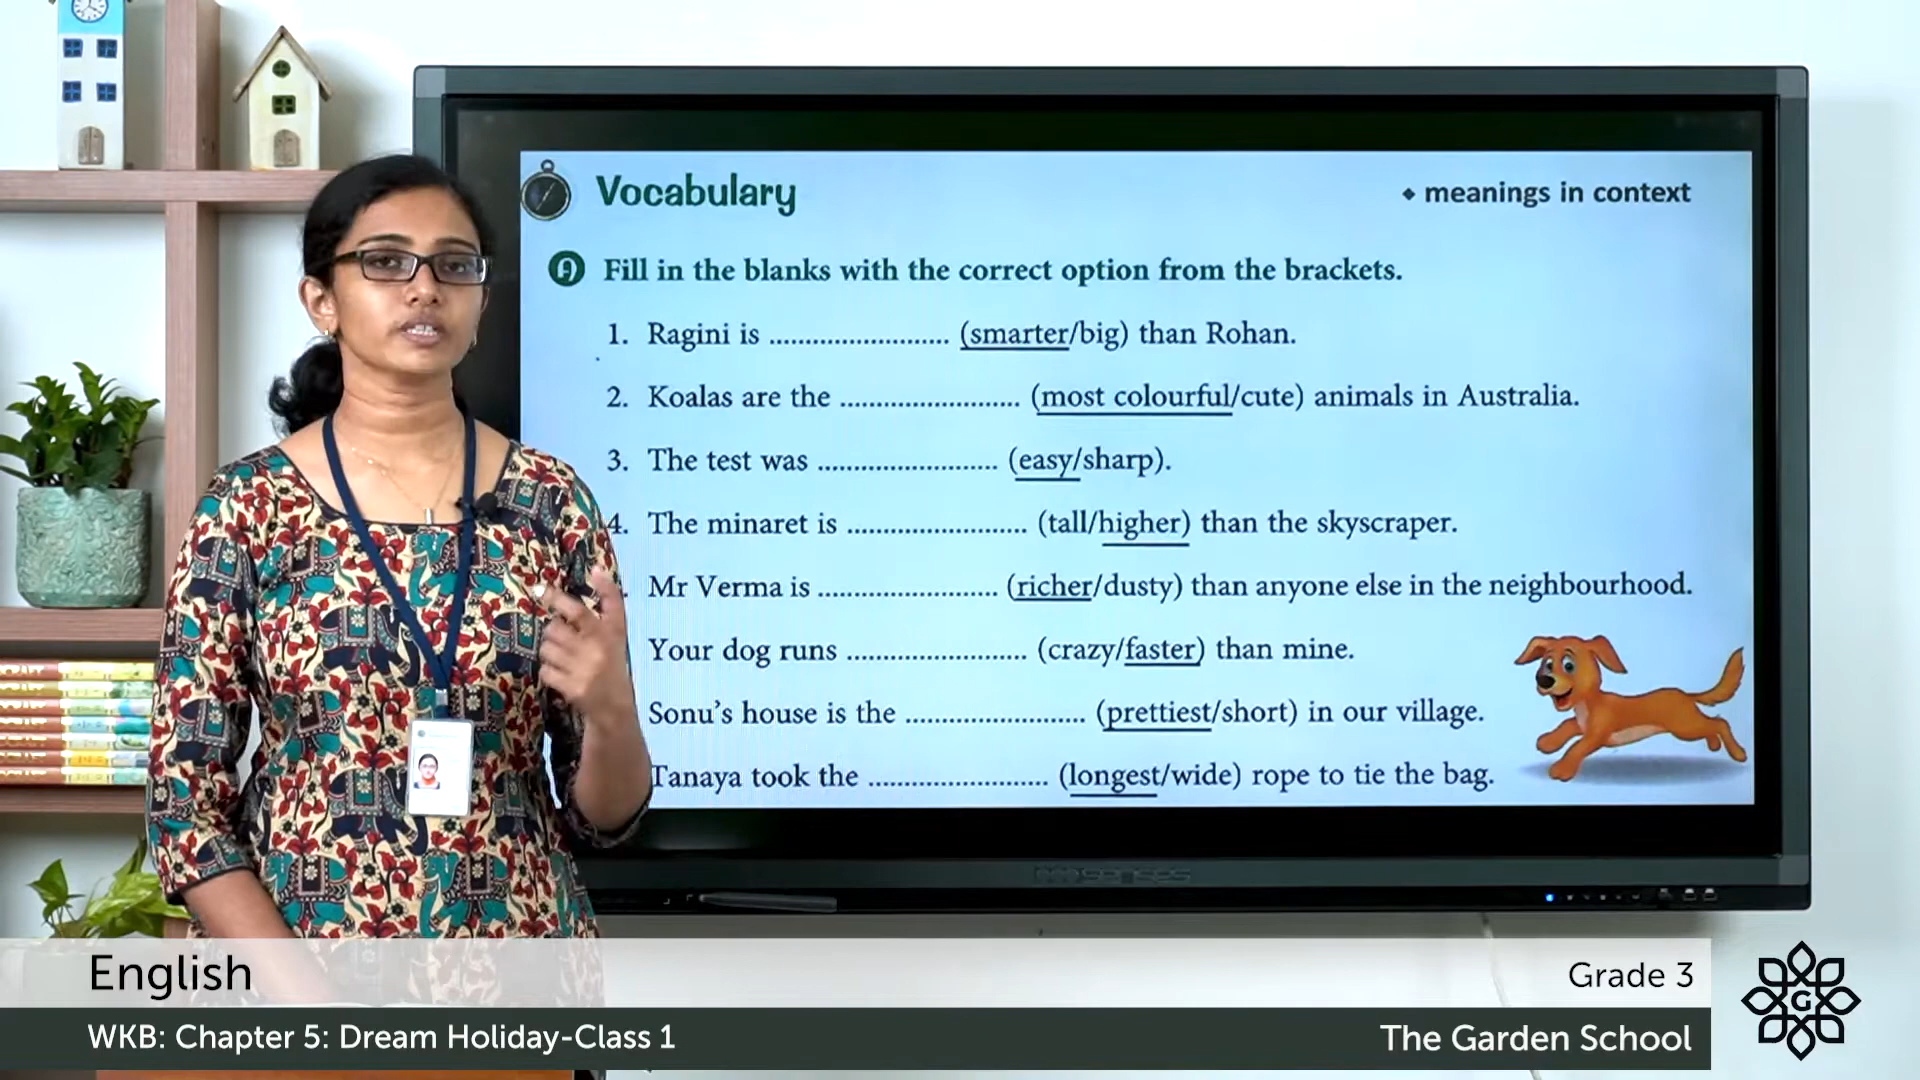 Vocabulary
❖ meanings in context
A Fill in the blanks with the correct option from the brackets.
1. Ragini is ......................... (smarter/big) than Rohan.
2. Koalas are the ......................... (most colourful/cute) animals in Australia.
3. The test was ......................... (easy/sharp).
4. The minaret is ......................... (tall/higher) than the skyscraper.
Mr Verma is ......................... (richer/dusty) than anyone else in the neighbourhood.
Your dog runs ......................... (crazy/faster) than mine.
Sonu's house is the ......................... (prettiest/short) in our village.
Tanaya took the ......................... (longest/wide) rope to tie the bag.
English
Grade 3
WKB: Chapter 5: Dream Holiday-Class 1
The Garden School
G